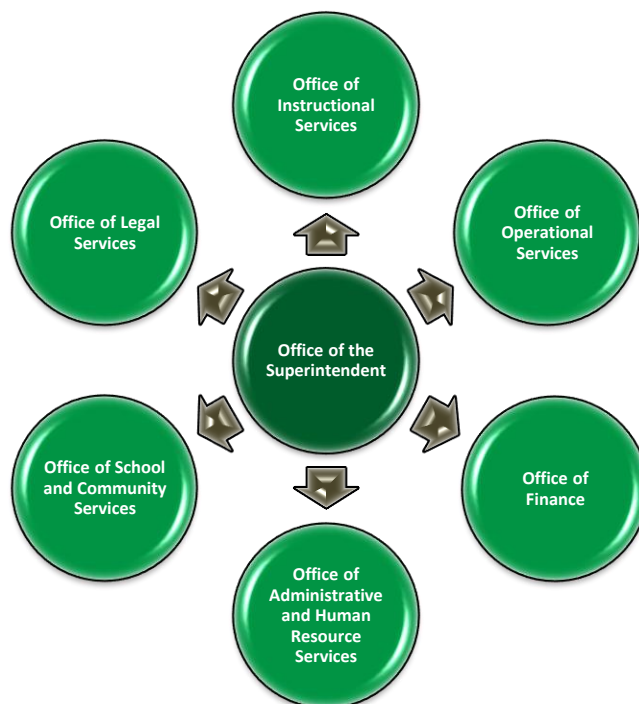 Office of
Instructional
Services
Office of Legal
Services
Office of
Operational
Services
Office of the
Superintendent
Office of School
and Community
Services
Office of
Finance
Office of
Administrative
and Human
Resource
Services